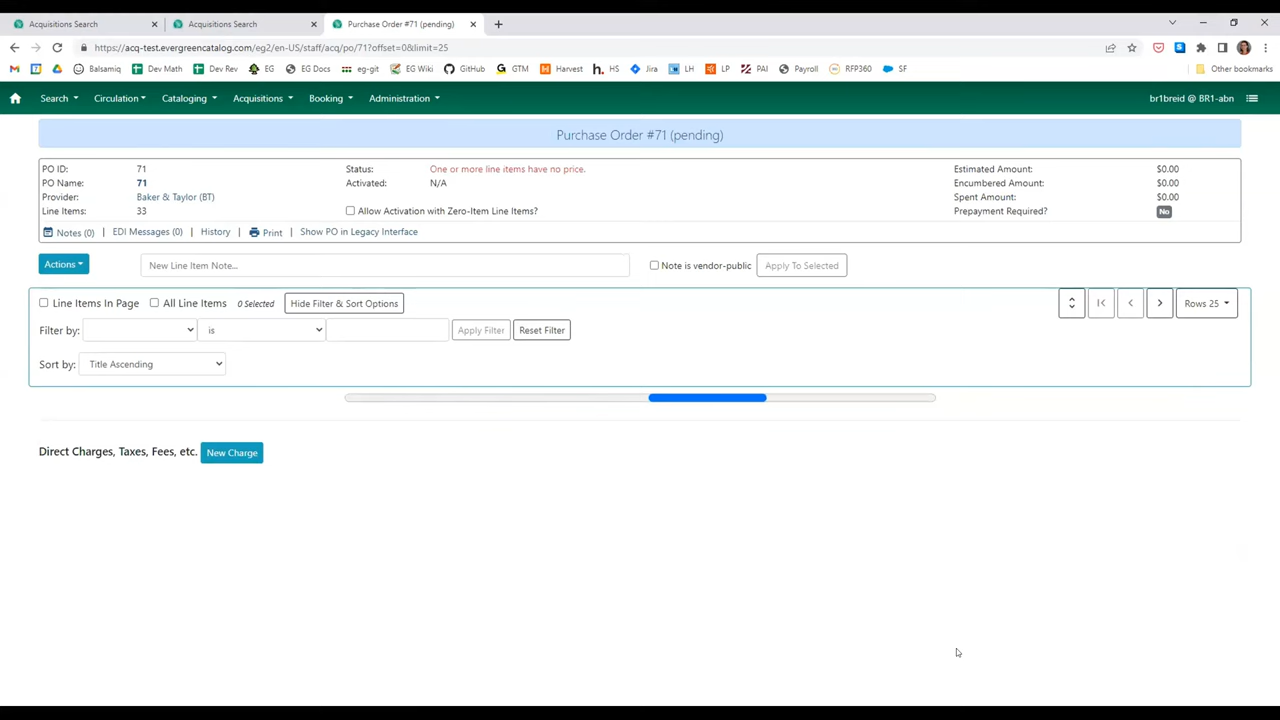 Acquisitions Search
Acquisitions Search
Purchase Order #71 (pending)
https://acq-test.evergreencatalog.com/eg2/en-US/staff/acq/po/71?offset=0&limit=25
Balsamiq
Dev Math
Dev Rev
EG
EG Docs
eg-git
EG Wiki
GitHub
GTM
Harvest
HS
Jira
LH
LP
PAI
Payroll
RFP360
SF
Other bookmarks
Search
Circulation
Cataloging
Acquisitions
Booking
Administration
br1breid @ BR1-abn
Purchase Order #71 (pending)
PO ID: 71 Status: One or more line items have no price. Estimated Amount: $0.00
PO Name: 71 Activated: N/A Encumbered Amount: $0.00
Provider: Baker & Taylor (BT) Spent Amount: $0.00
Line Items: 33 Allow Activation with Zero-Item Line Items? Prepayment Required? No
Notes (0) | EDI Messages (0) | History | Print | Show PO in Legacy Interface
Actions New Line Item Note... Note is vendor-public Apply To Selected
Line Items In Page All Line Items 0 Selected Hide Filter & Sort Options Rows 25
Filter by: is Apply Filter Reset Filter
Sort by: Title Ascending
Direct Charges, Taxes, Fees, etc. New Charge